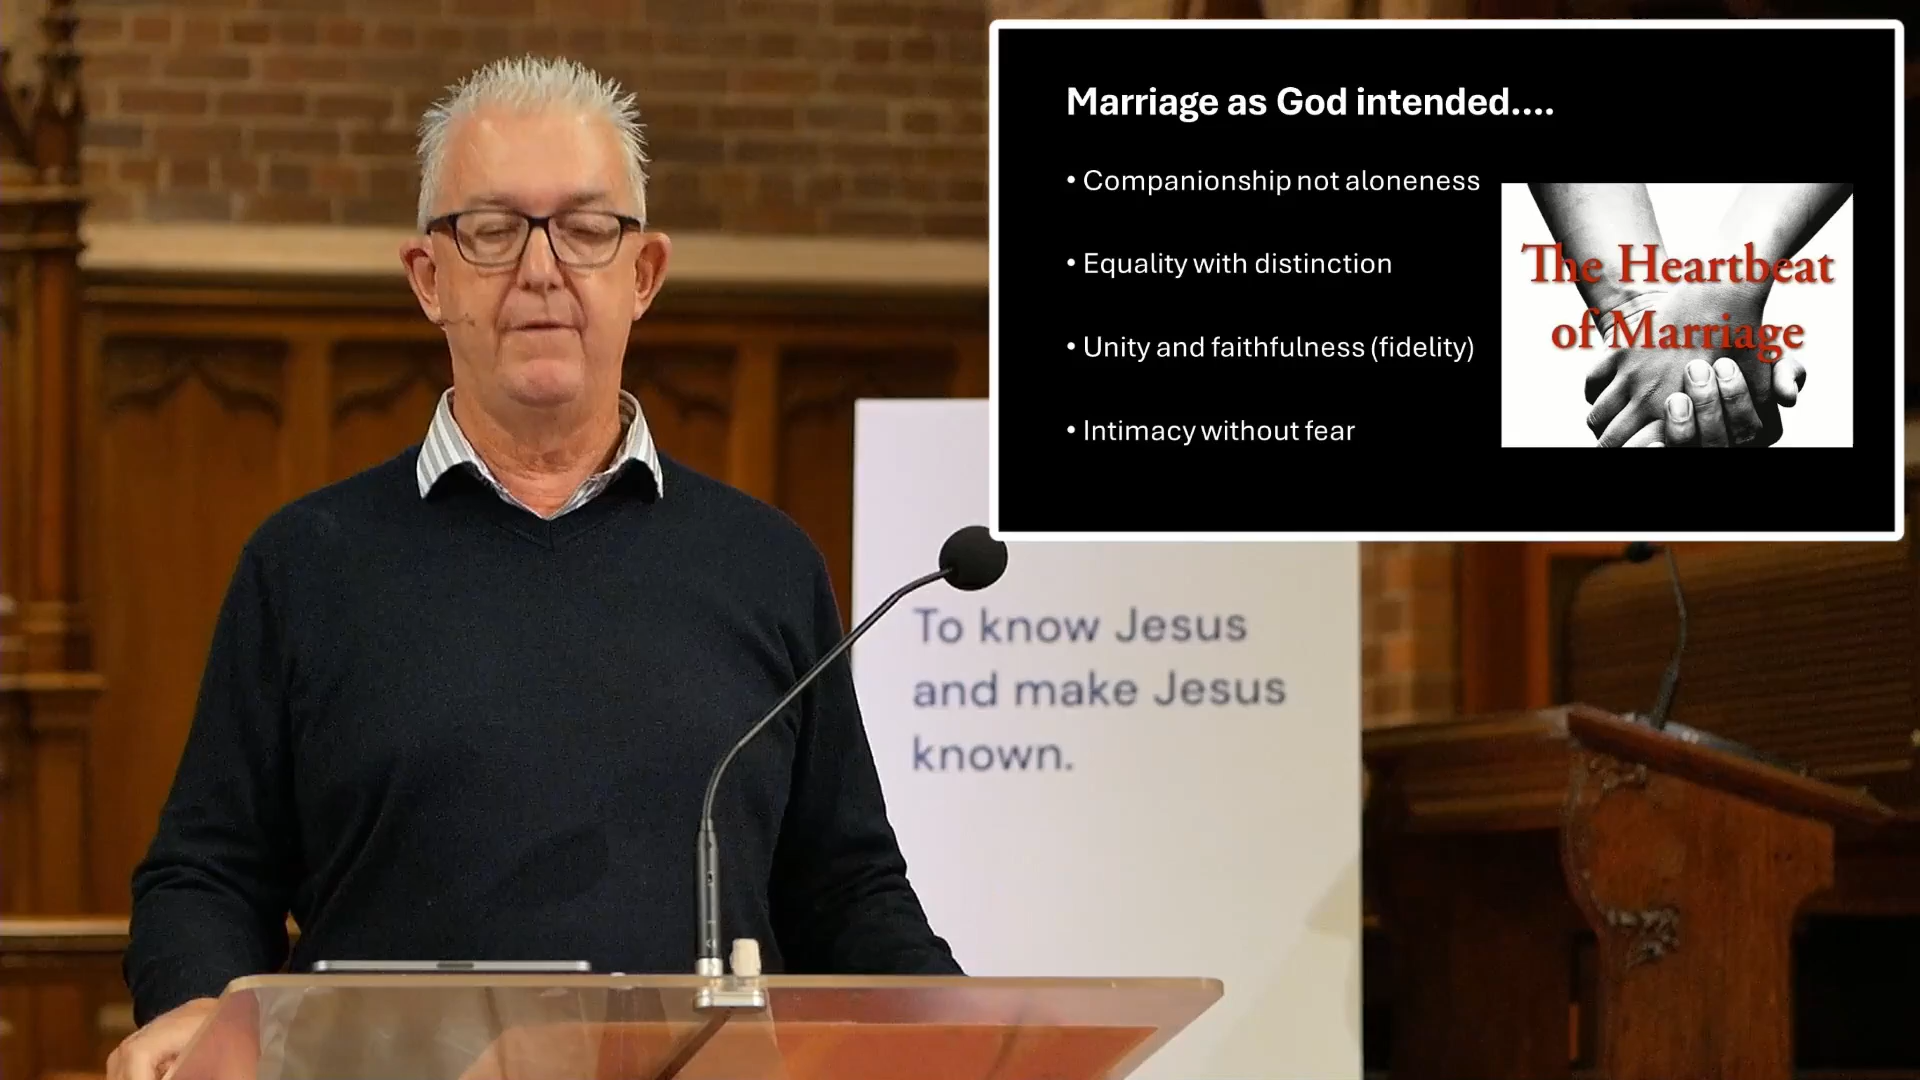 Marriage as God intended....
• Companionship not aloneness
• Equality with distinction
• Unity and faithfulness (fidelity)
• Intimacy without fear
The Heartbeat
of Marriage
To know Jesus
and make Jesus
known.